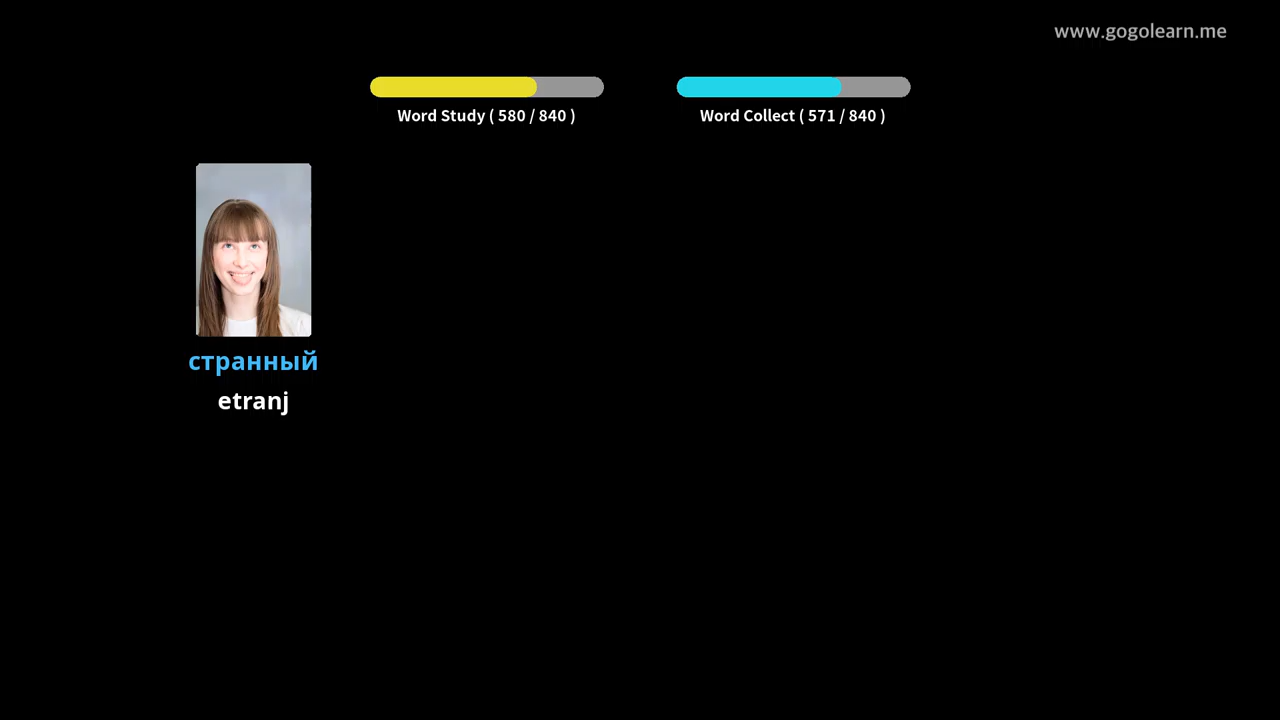 www.gogolearn.me
Word Study ( 580 / 840 )
Word Collect ( 571 / 840 )
странный
etranj